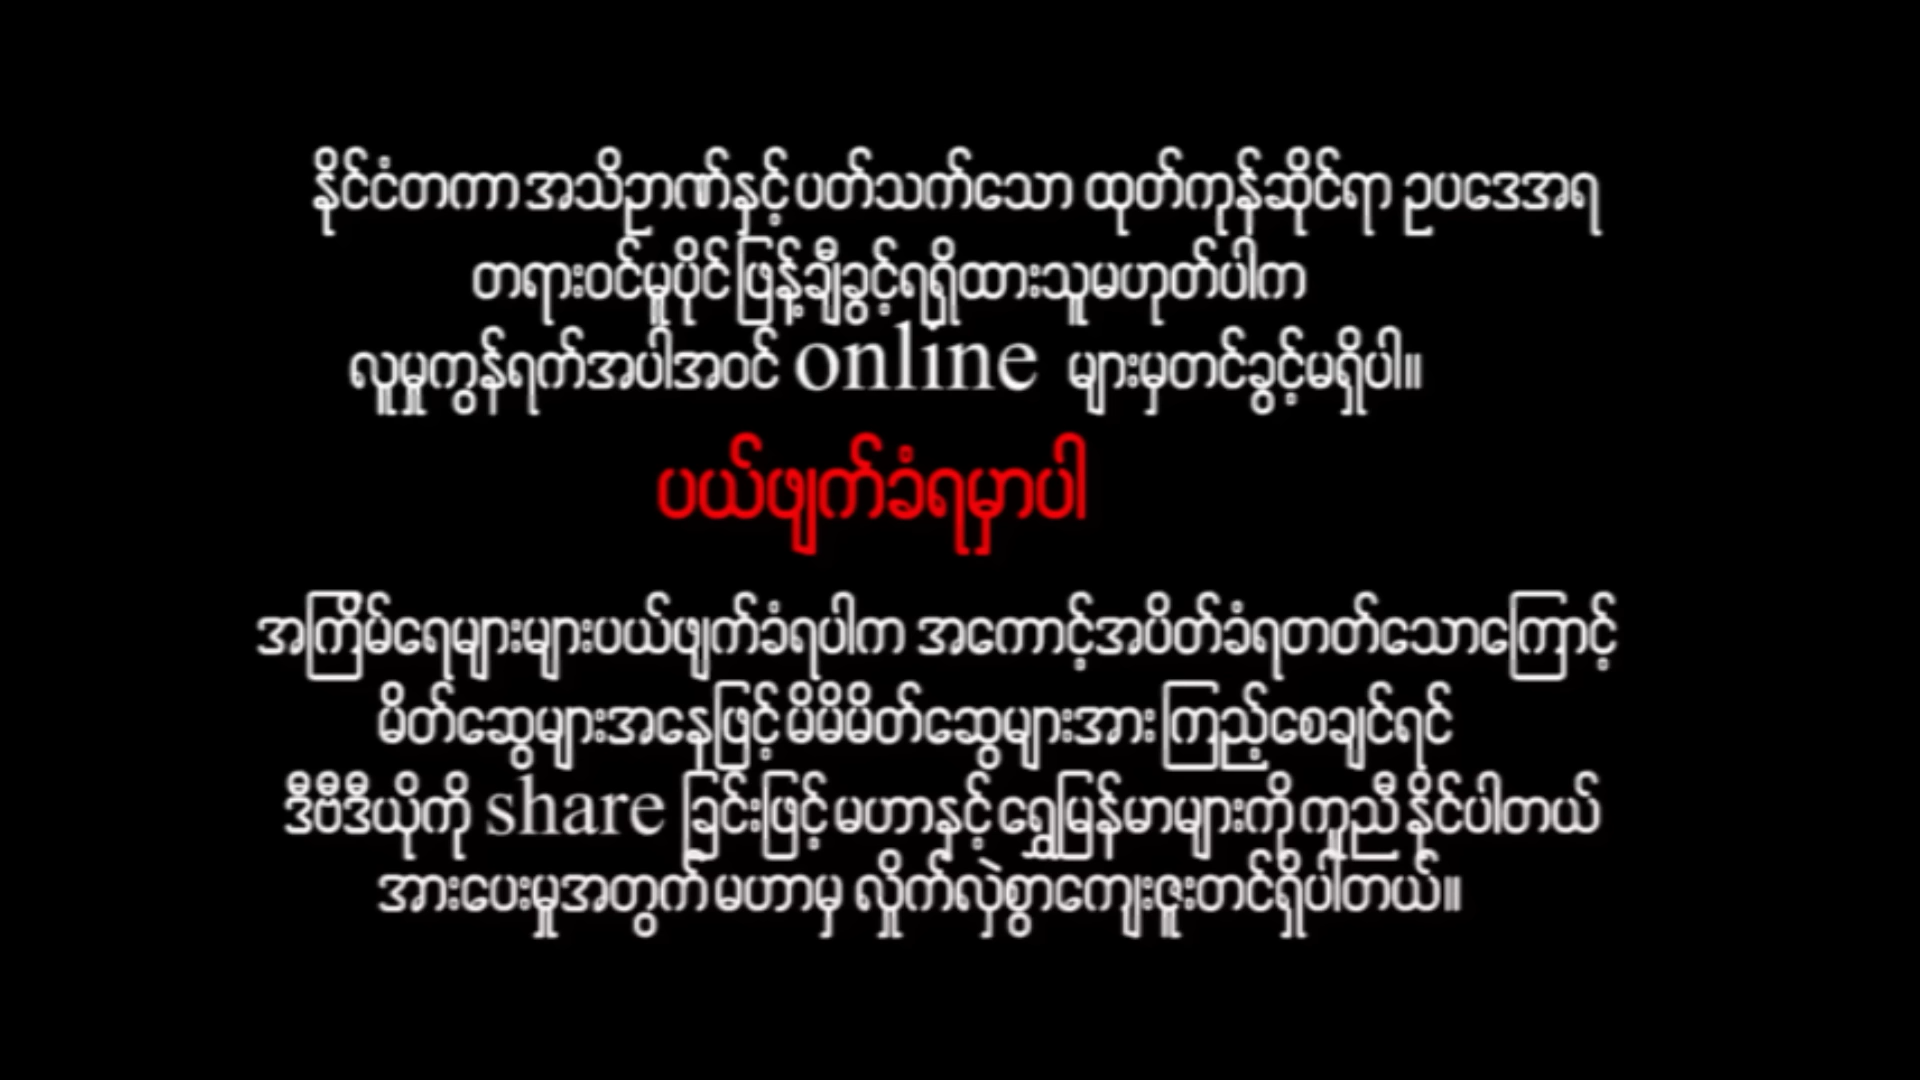 နိုင်ငံတကာ အသိဉာဏ်နှင့် ပတ်သက်သော ထုတ်ကုန်ဆိုင်ရာ ဥပဒေအရ
တရားဝင်မူပိုင် ဖြန့်ချီခွင့်ရရှိထားသူမဟုတ်ပါက
လူမှုကွန်ရက်အပါအဝင် online များမှတင်ခွင့်မရှိပါ။
ပယ်ဖျက်ခံရမှာပါ
အကြိမ်ရေများများပယ်ဖျက်ခံရပါက အကောင့်အပိတ်ခံရတတ်သောကြောင့်
မိတ်ဆွေများအနေဖြင့် မိမိမိတ်ဆွေများအား ကြည့်စေချင်ရင်
ဒီဗီဒီယိုကို share ခြင်းဖြင့် မဟာနှင့် ရွှေမြန်မာများကို ကူညီ နိုင်ပါတယ်
အားပေးမှုအတွက် မဟာမှ လှိုက်လှဲစွာကျေးဇူးတင်ရှိပါတယ်။